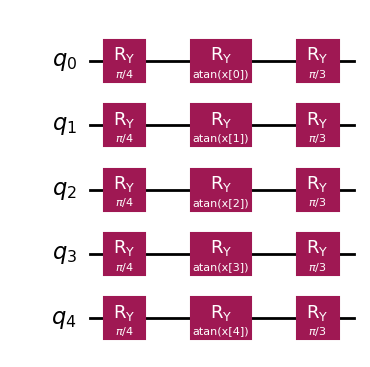 q0 RY π/4 RY atan(x[0]) RY π/3
q1 RY π/4 RY atan(x[1]) RY π/3
q2 RY π/4 RY atan(x[2]) RY π/3
q3 RY π/4 RY atan(x[3]) RY π/3
q4 RY π/4 RY atan(x[4]) RY π/3